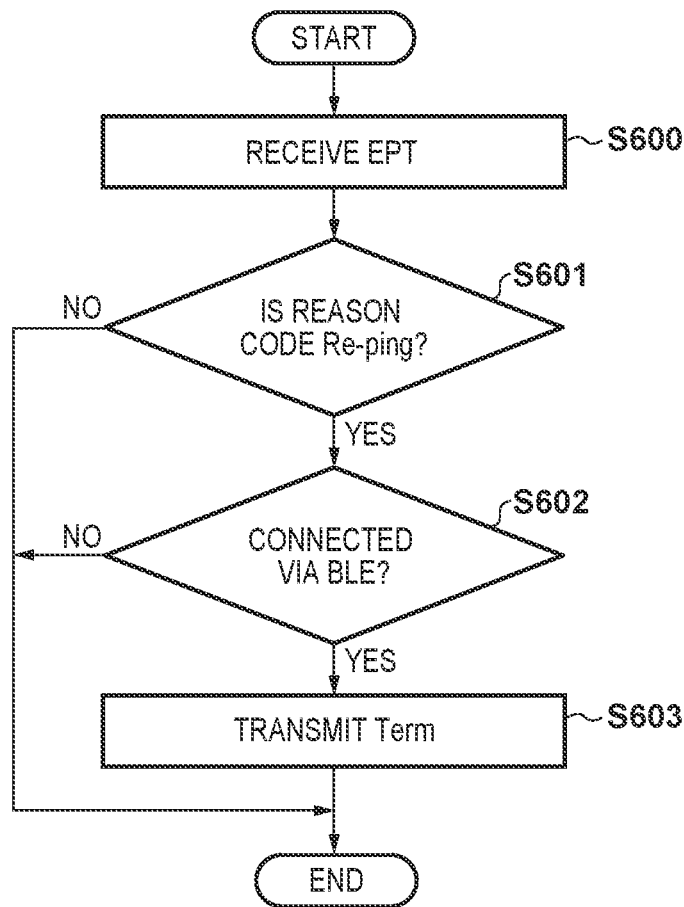 START
RECEIVE EPT
S600
IS REASON
CODE Re-ping?
S601
NO
YES
CONNECTED
VIA BLE?
S602
NO
YES
TRANSMIT Term
S603
END